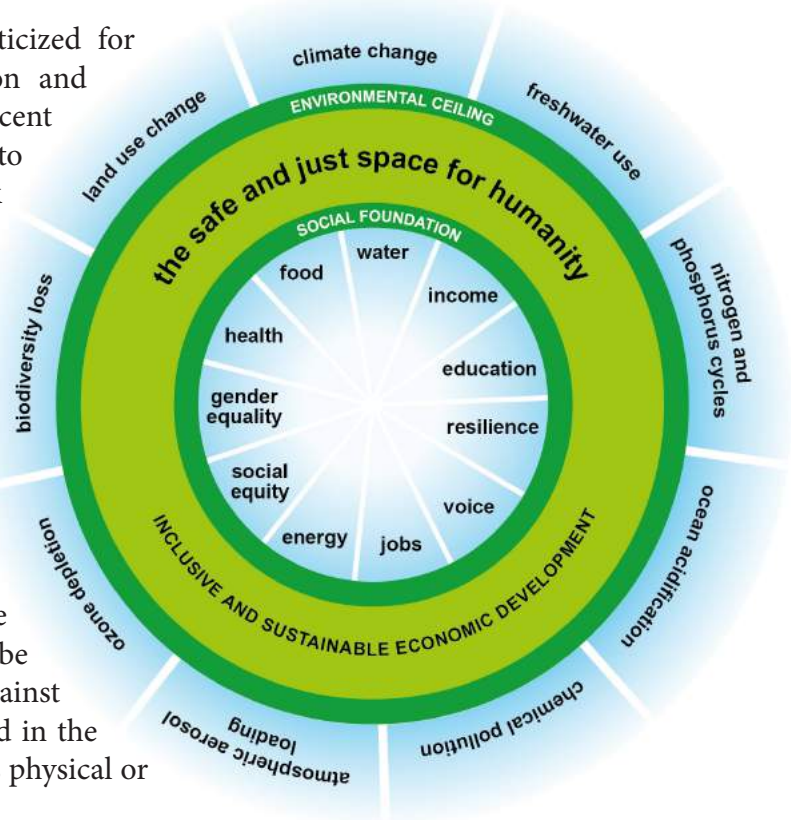 ticized for
on and
cent
to
climate change
freshwater use
nitrogen and
phosphorus cycles
ocean acidification
chemical pollution
atmospheric aerosol
loading
ozone depletion
biodiversity loss
land use change
ENVIRONMENTAL CEILING
the safe and just space for humanity
SOCIAL FOUNDATION
water
income
education
resilience
voice
jobs
energy
social
equity
gender
equality
health
food
INCLUSIVE AND SUSTAINABLE ECONOMIC DEVELOPMENT
e
be
ainst
d in the
physical or